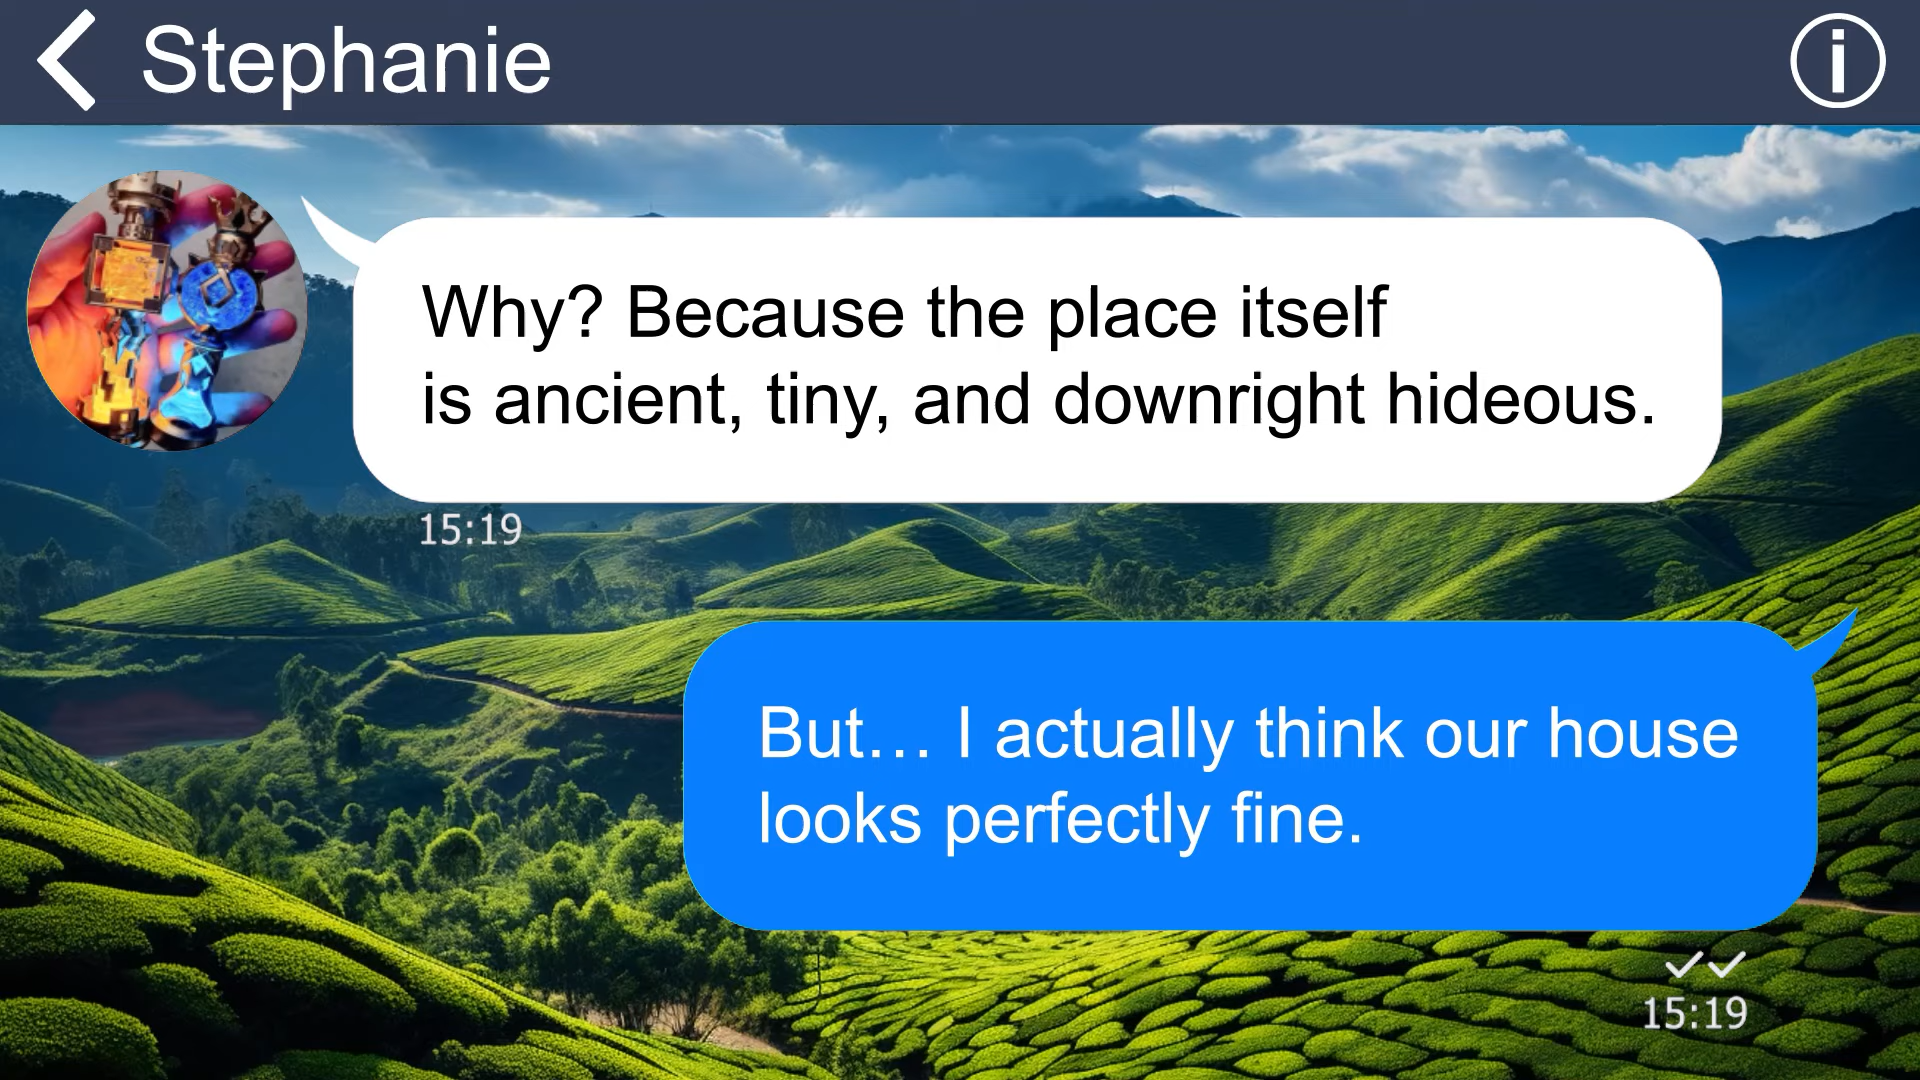 Stephanie
Why? Because the place itself
is ancient, tiny, and downright hideous.
15:19
But… I actually think our house
looks perfectly fine.
15:19